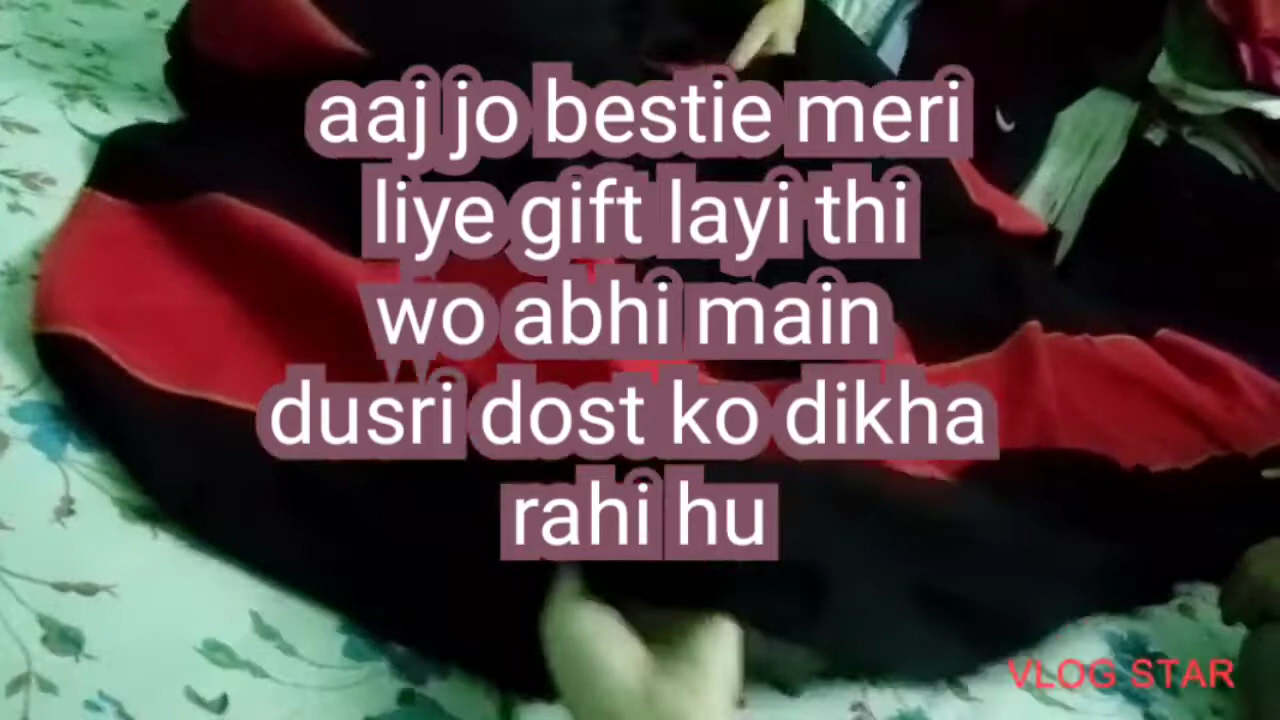 aaj jo bestie meri
liye gift layi thi
wo abhi main
dusri dost ko dikha
rahi hu
VLOG STAR